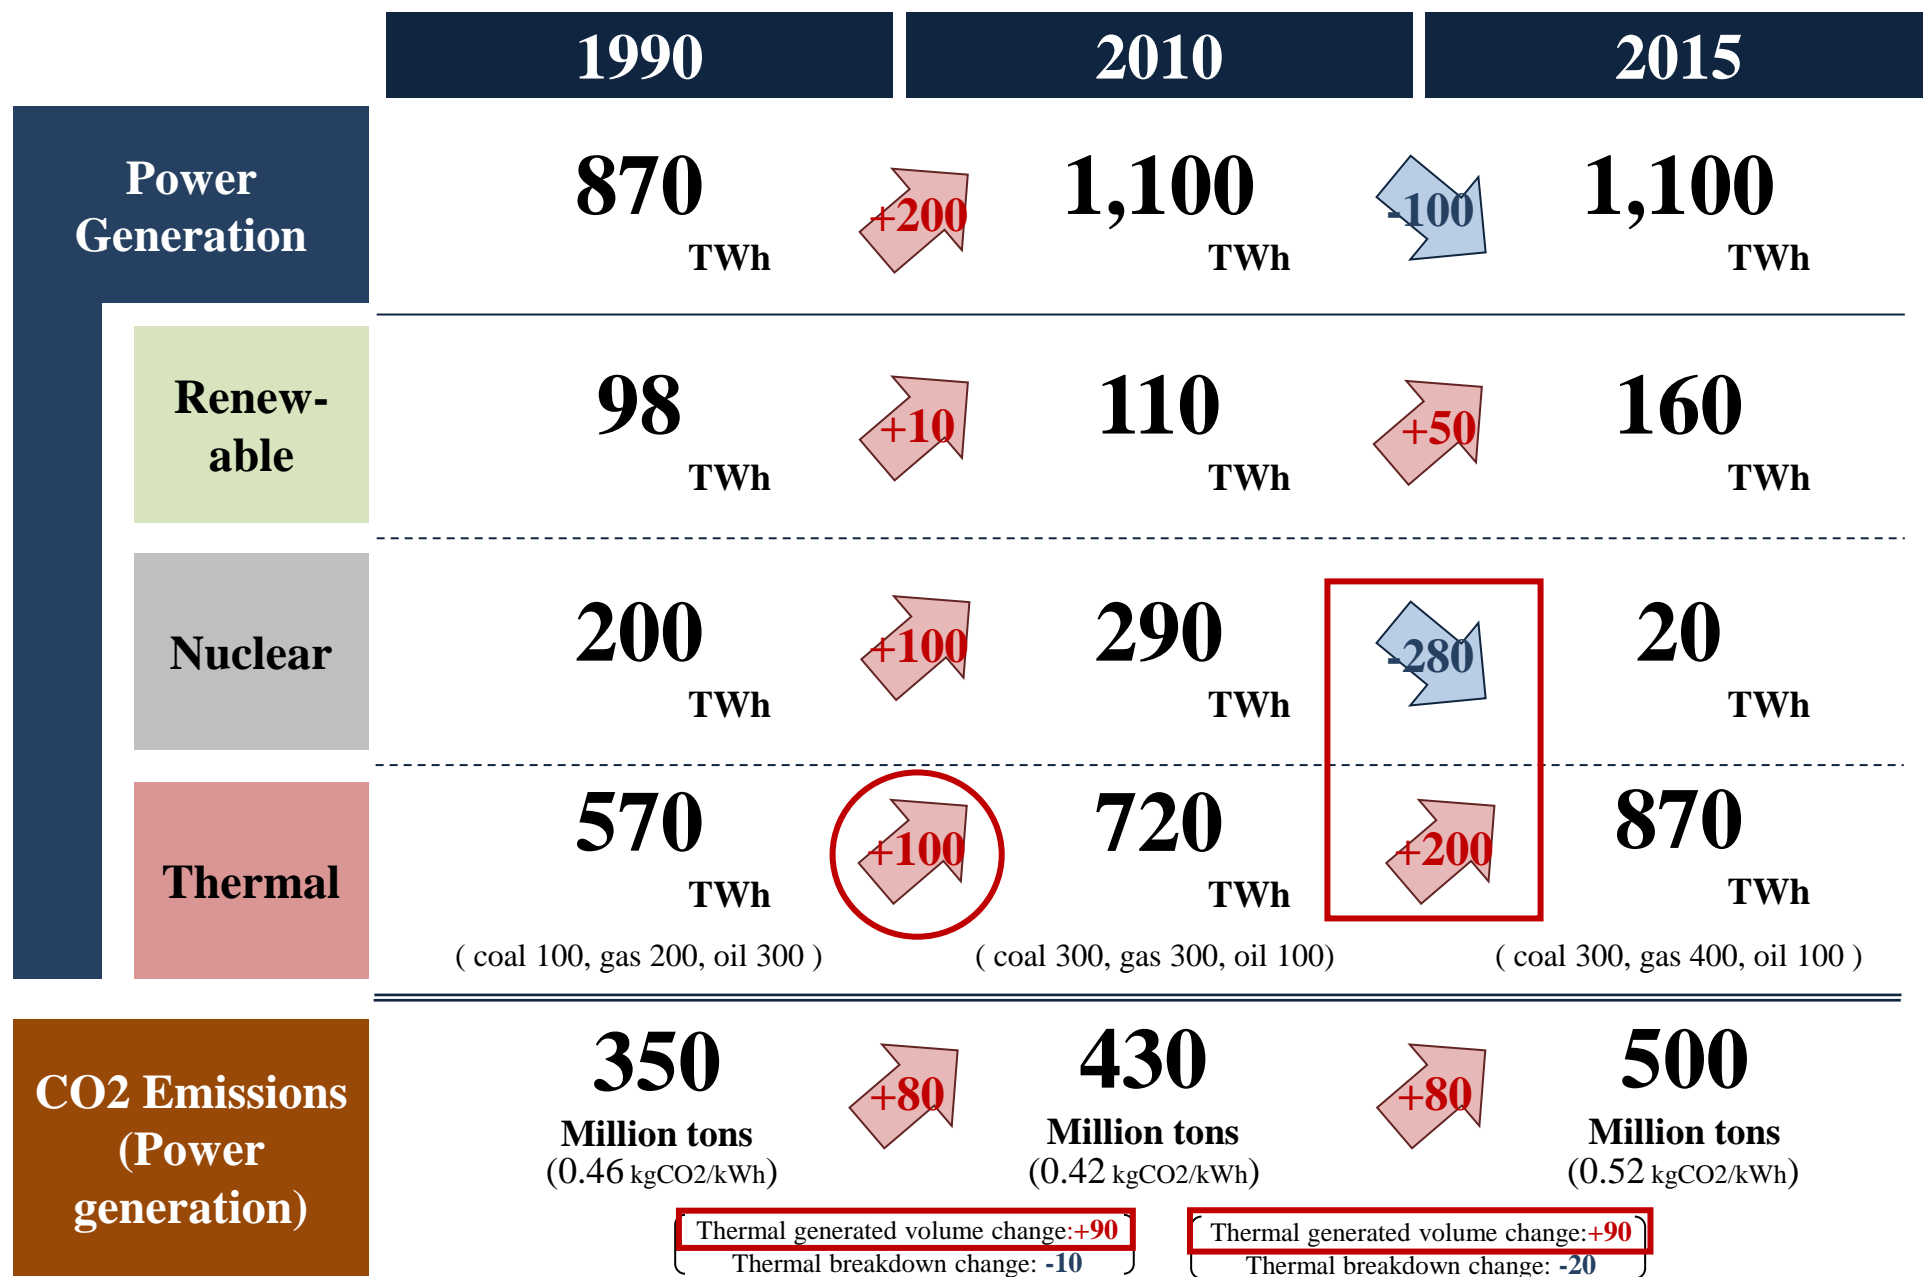 1990 2010 2015
Power
Generation
870 +200 1,100 -100 1,100
TWh TWh TWh
Renew-
able
98 +10 110 +50 160
TWh TWh TWh
Nuclear
200 +100 290 -280 20
TWh TWh TWh
Thermal
570 +100 720 +200 870
TWh TWh TWh
( coal 100, gas 200, oil 300 ) ( coal 300, gas 300, oil 100) ( coal 300, gas 400, oil 100 )
CO2 Emissions
(Power
generation)
350 +80 430 +80 500
Million tons Million tons Million tons
(0.46 kgCO2/kWh) (0.42 kgCO2/kWh) (0.52 kgCO2/kWh)
Thermal generated volume change:+90 Thermal generated volume change:+90
Thermal breakdown change: -10 Thermal breakdown change: -20